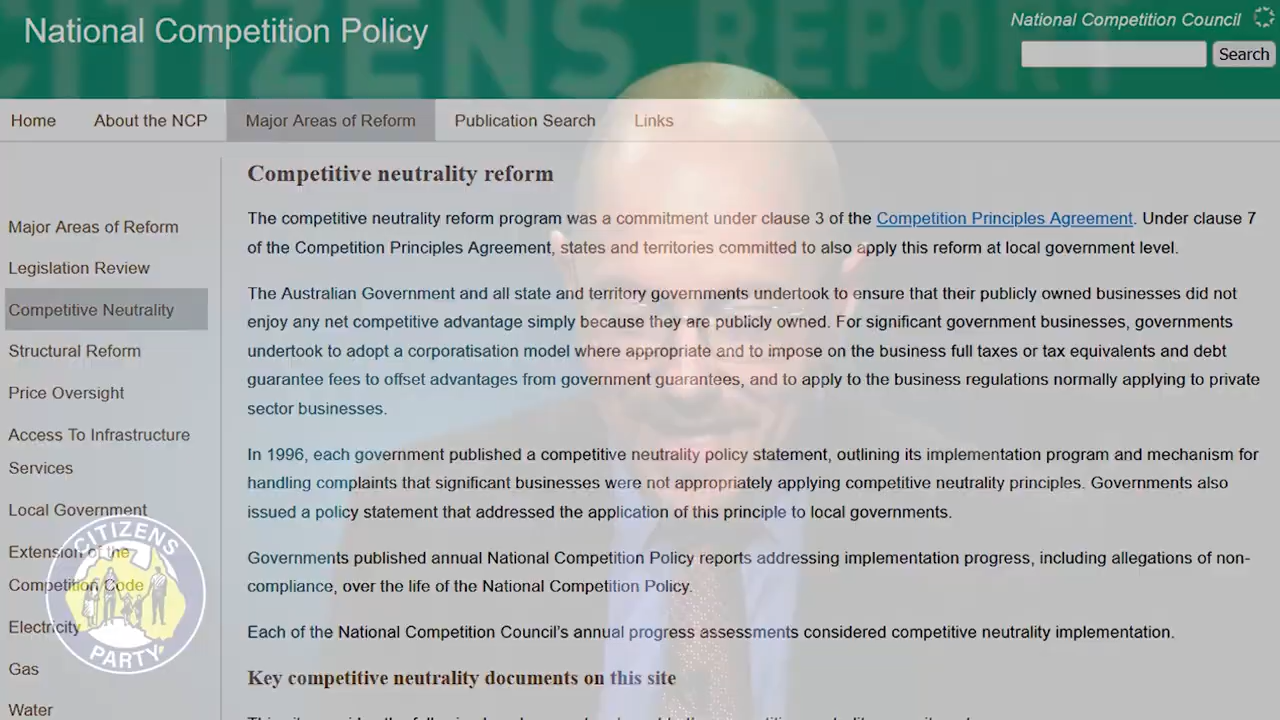 National Competition Policy
National Competition Council
CITIZENS REPORT
Search
Home
About the NCP
Major Areas of Reform
Publication Search
Links
Major Areas of Reform
Legislation Review
Competitive Neutrality
Structural Reform
Price Oversight
Access To Infrastructure
Services
Local Government
Extension of the
Competition Code
Electricity
Gas
Water
CITIZENS
PARTY
Competitive neutrality reform
The competitive neutrality reform program was a commitment under clause 3 of the Competition Principles Agreement. Under clause 7
of the Competition Principles Agreement, states and territories committed to also apply this reform at local government level.
The Australian Government and all state and territory governments undertook to ensure that their publicly owned businesses did not
enjoy any net competitive advantage simply because they are publicly owned. For significant government businesses, governments
undertook to adopt a corporatisation model where appropriate and to impose on the business full taxes or tax equivalents and debt
guarantee fees to offset advantages from government guarantees, and to apply to the business regulations normally applying to private
sector businesses.
In 1996, each government published a competitive neutrality policy statement, outlining its implementation program and mechanism for
handling complaints that significant businesses were not appropriately applying competitive neutrality principles. Governments also
issued a policy statement that addressed the application of this principle to local governments.
Governments published annual National Competition Policy reports addressing implementation progress, including allegations of non-
compliance, over the life of the National Competition Policy.
Each of the National Competition Council's annual progress assessments considered competitive neutrality implementation.
Key competitive neutrality documents on this site